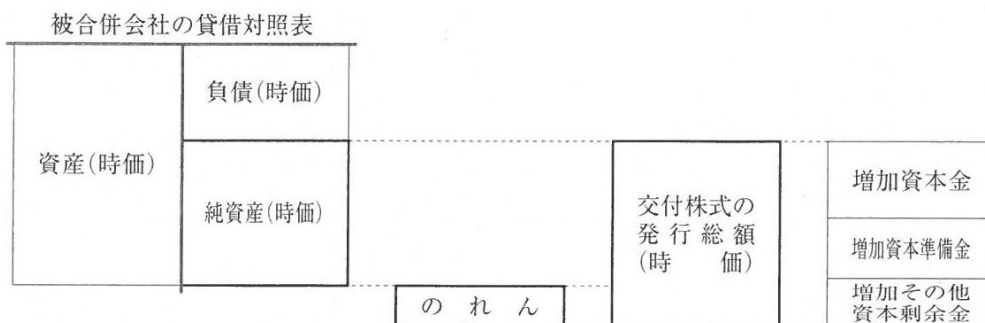 被合併会社の貸借対照表
負債(時価)
資産(時価)
純資産(時価)
のれん
交付株式の
発行総額
(時価)
増加資本金
増加資本準備金
増加その他
資本剰余金